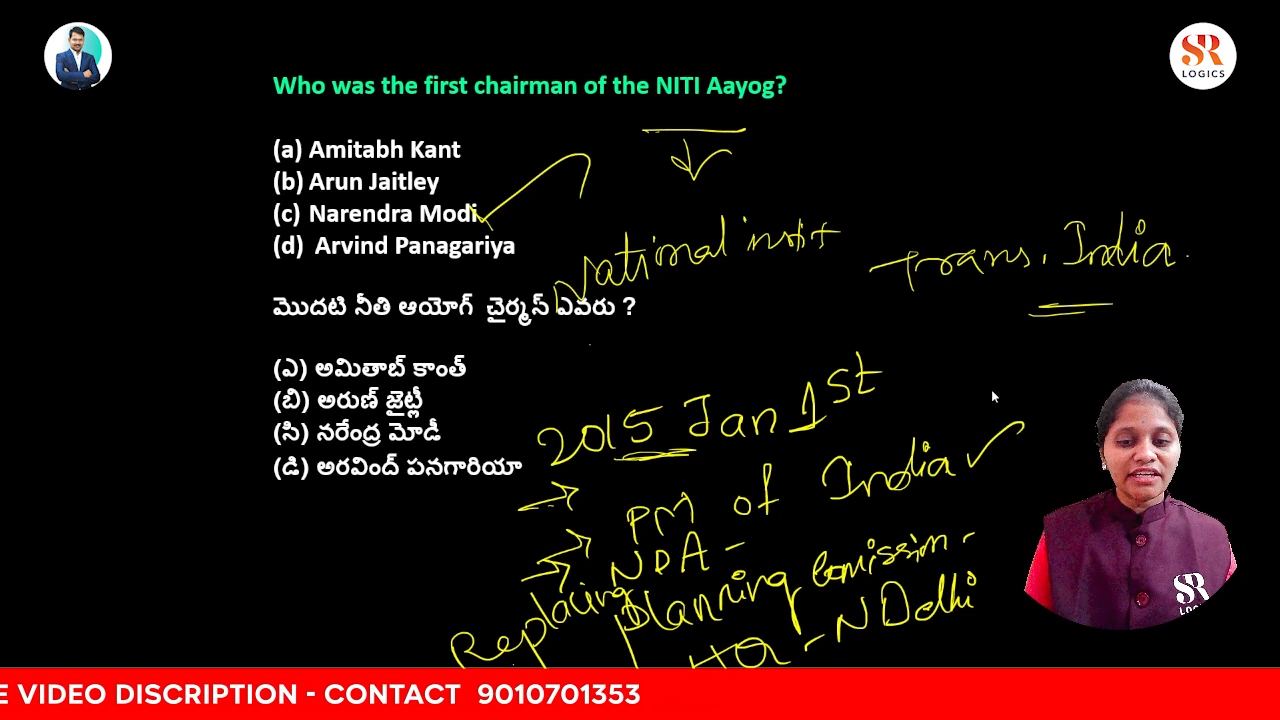 SR
LOGICS
Who was the first chairman of the NITI Aayog?
(a) Amitabh Kant
(b) Arun Jaitley
(c) Narendra Modi
(d) Arvind Panagariya
National instit Trans. India.
మొదటి నీతి ఆయోగ్ చైర్మన్ ఎవరు ?
(ఎ) అమితాబ్ కాంత్
(బి) అరుణ్ జైట్లీ
(సి) నరేంద్ర మోడీ
(డి) అరవింద్ పనగారియా
2015 Jan 1st
→ PM of India ✓
→ NDA -
Replacing planning Comission -
HQ - N Delhi
SR
LOGICS
E VIDEO DISCRIPTION - CONTACT 9010701353